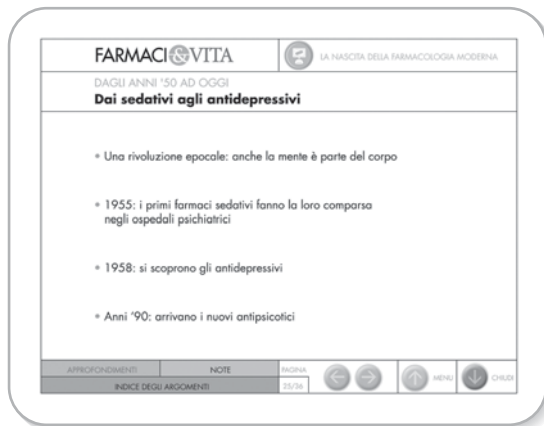 FARMACI&VITA
LA NASCITA DELLA FARMACOLOGIA MODERNA
DAGLI ANNI '50 AD OGGI
Dai sedativi agli antidepressivi
• Una rivoluzione epocale: anche la mente è parte del corpo
• 1955: i primi farmaci sedativi fanno la loro comparsa
negli ospedali psichiatrici
• 1958: si scoprono gli antidepressivi
• Anni '90: arrivano i nuovi antipsicotici
APPROFONDIMENTI NOTE PAGINA
INDICE DEGLI ARGOMENTI 25/36
MENU CHIUDI